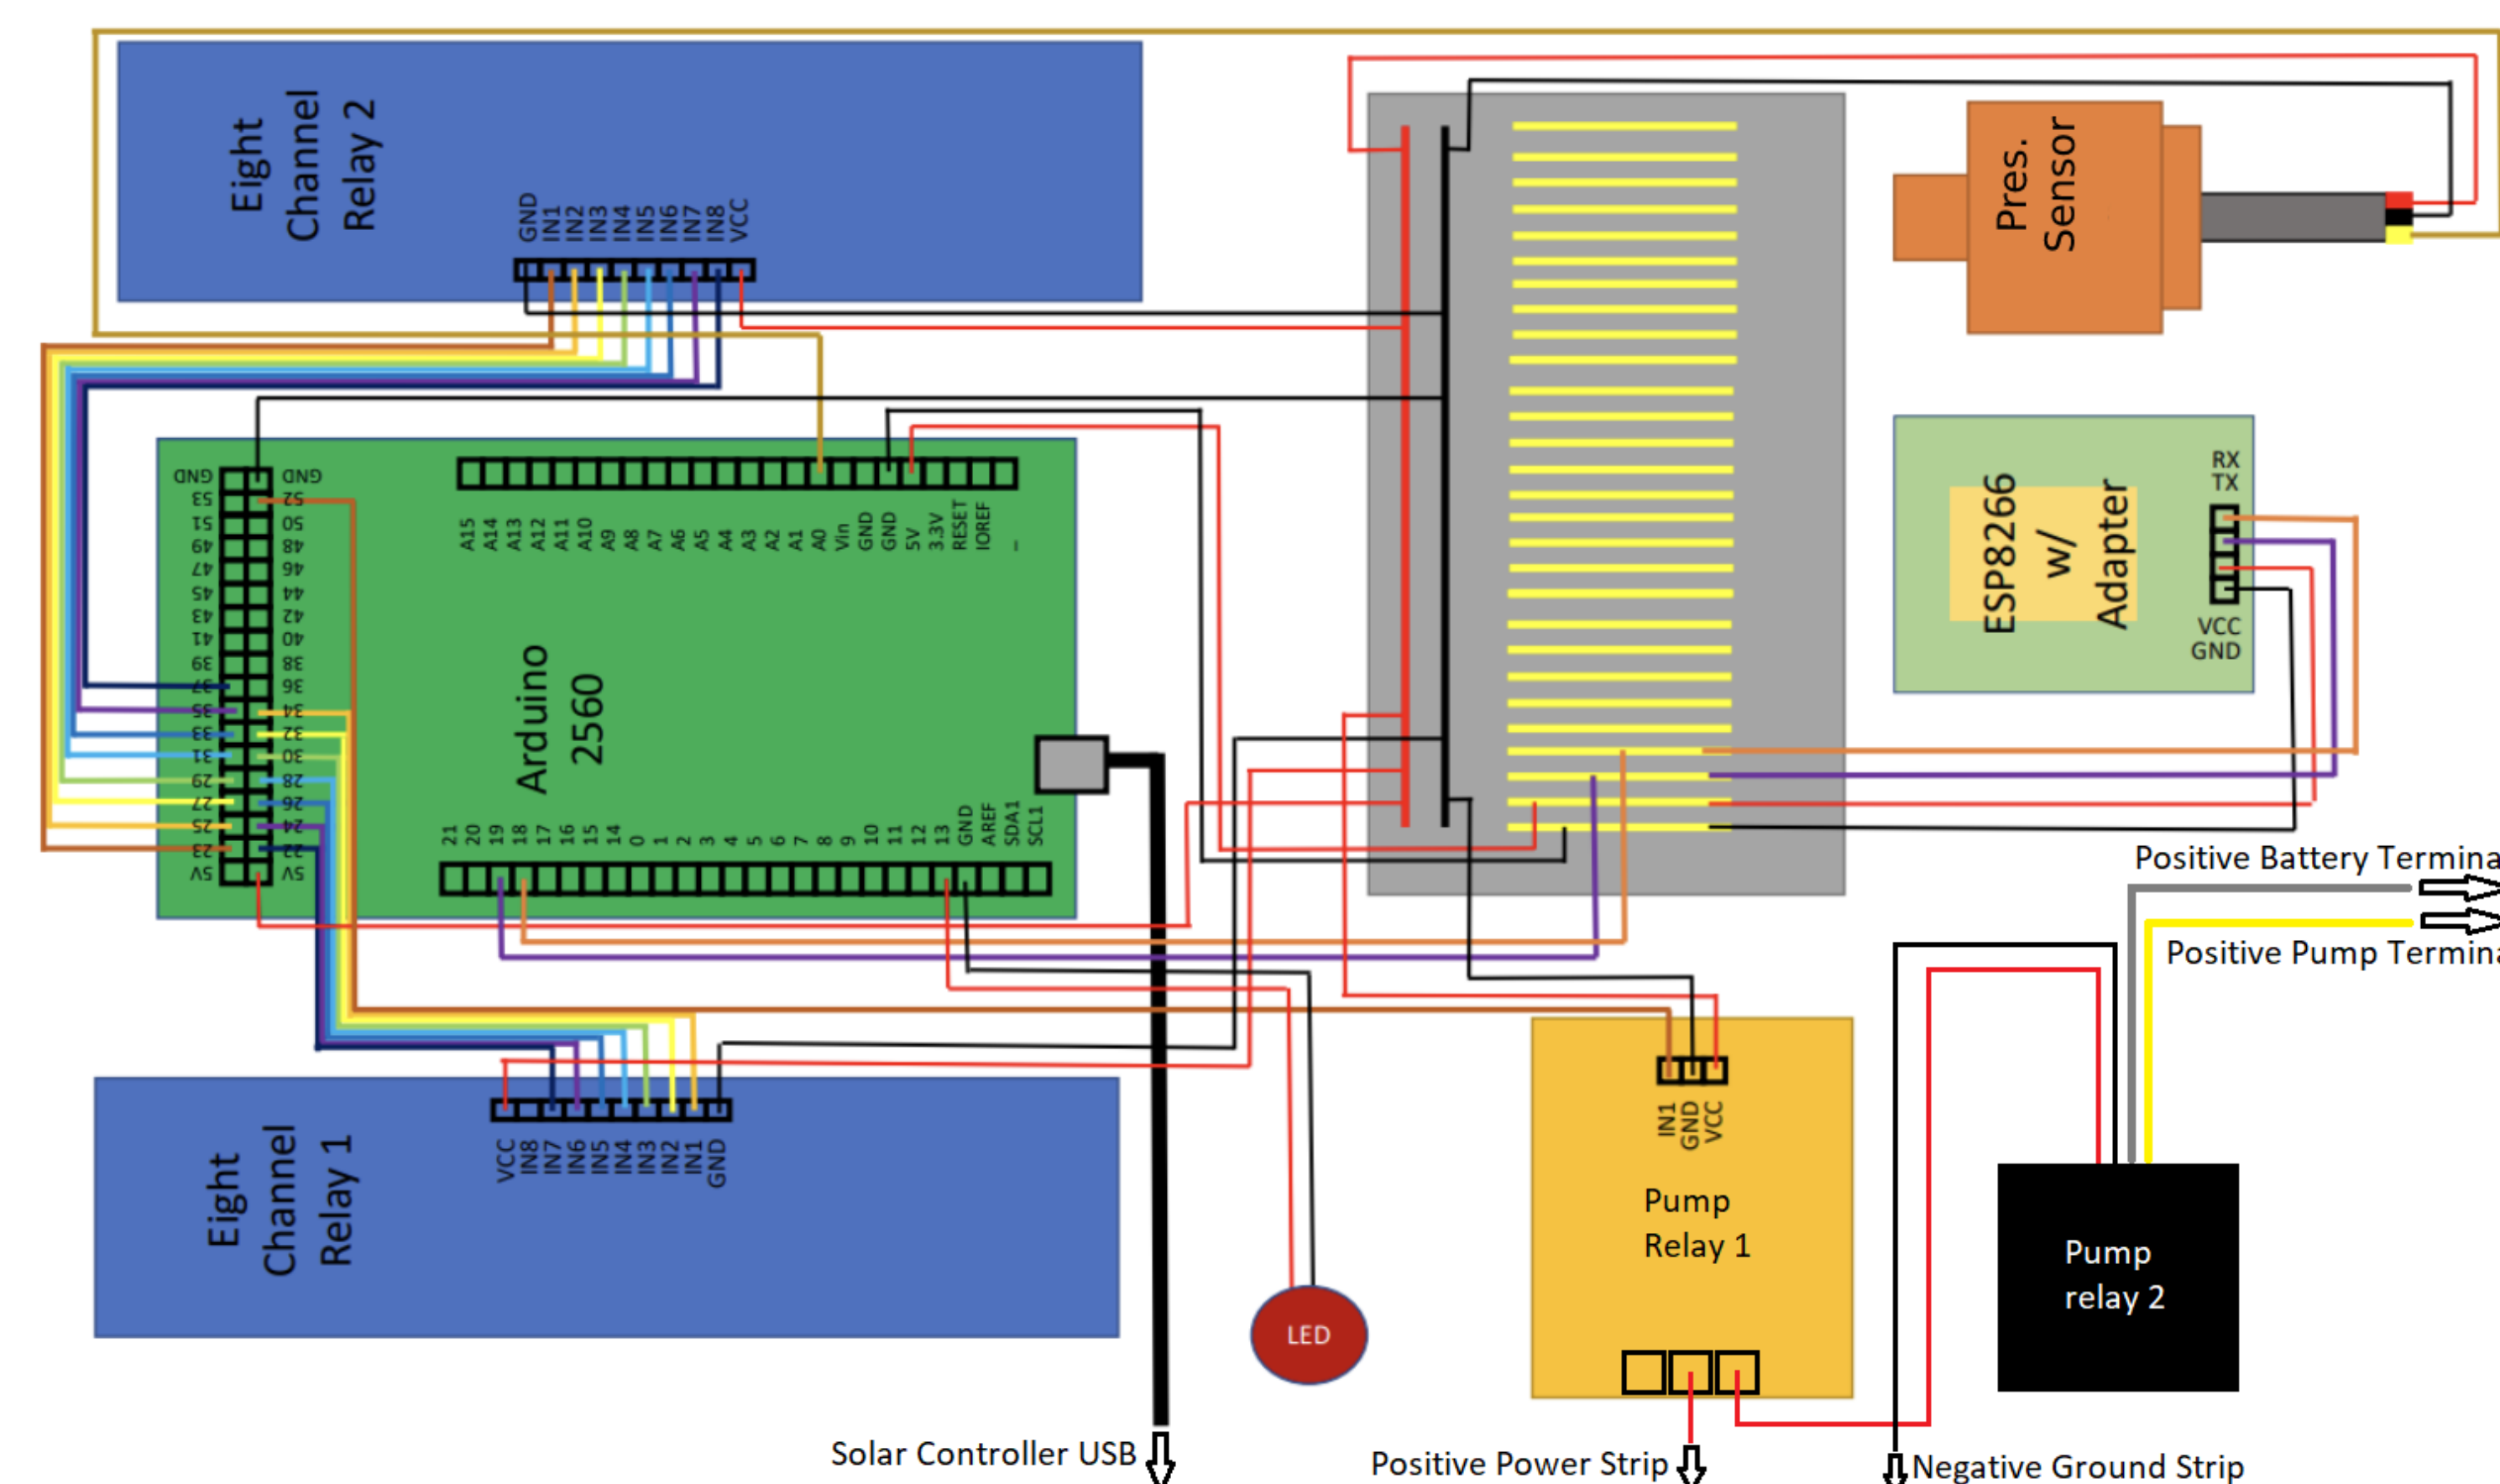 Eight
Channel
Relay 2
GND
IN1
IN2
IN3
IN4
IN5
IN6
IN7
IN8
VCC
Pres.
Sensor
GND GND
53 52
51 50
49 48
47 46
45 44
43 42
41 40
39 38
37 36
35 34
33 32
31 30
29 28
27 26
25 24
23 22
5V 5V
A15
A14
A13
A12
A11
A10
A9
A8
A7
A6
A5
A4
A3
A2
A1
A0
Vin
GND
GND
5V
3.3V
RESET
IOREF
–
Arduino
2560
21
20
19
18
17
16
15
14
0
1
2
3
4
5
6
7
8
9
10
11
12
13
GND
AREF
SDA1
SCL1
RX
TX
ESP8266
w/
Adapter
VCC
GND
Positive Battery Termina
Positive Pump Termina
Eight
Channel
Relay 1
VCC
IN8
IN7
IN6
IN5
IN4
IN3
IN2
IN1
GND
LED
IN1
GND
VCC
Pump
Relay 1
Pump
relay 2
Solar Controller USB
Positive Power Strip
Negative Ground Strip